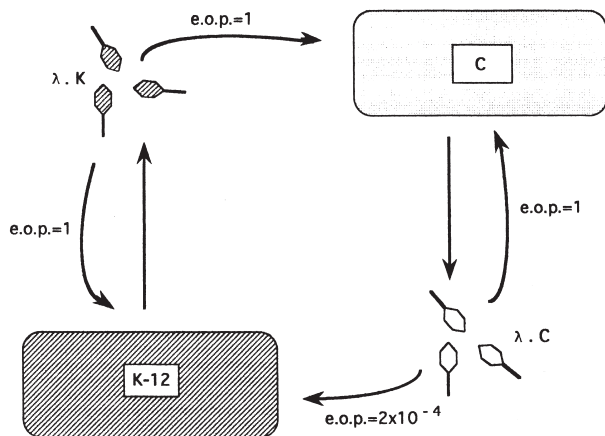 e.o.p.=1
C
λ . K
e.o.p.=1
e.o.p.=1
λ . C
K-12
e.o.p.=2x10⁻⁴